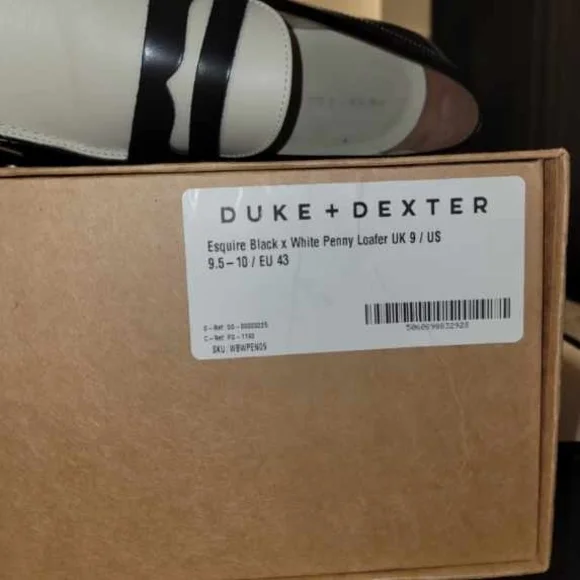 DUKE + DEXTER
Esquire Black x White Penny Loafer UK 9 / US
9.5-10 / EU 43
SKU: WBWPEN09